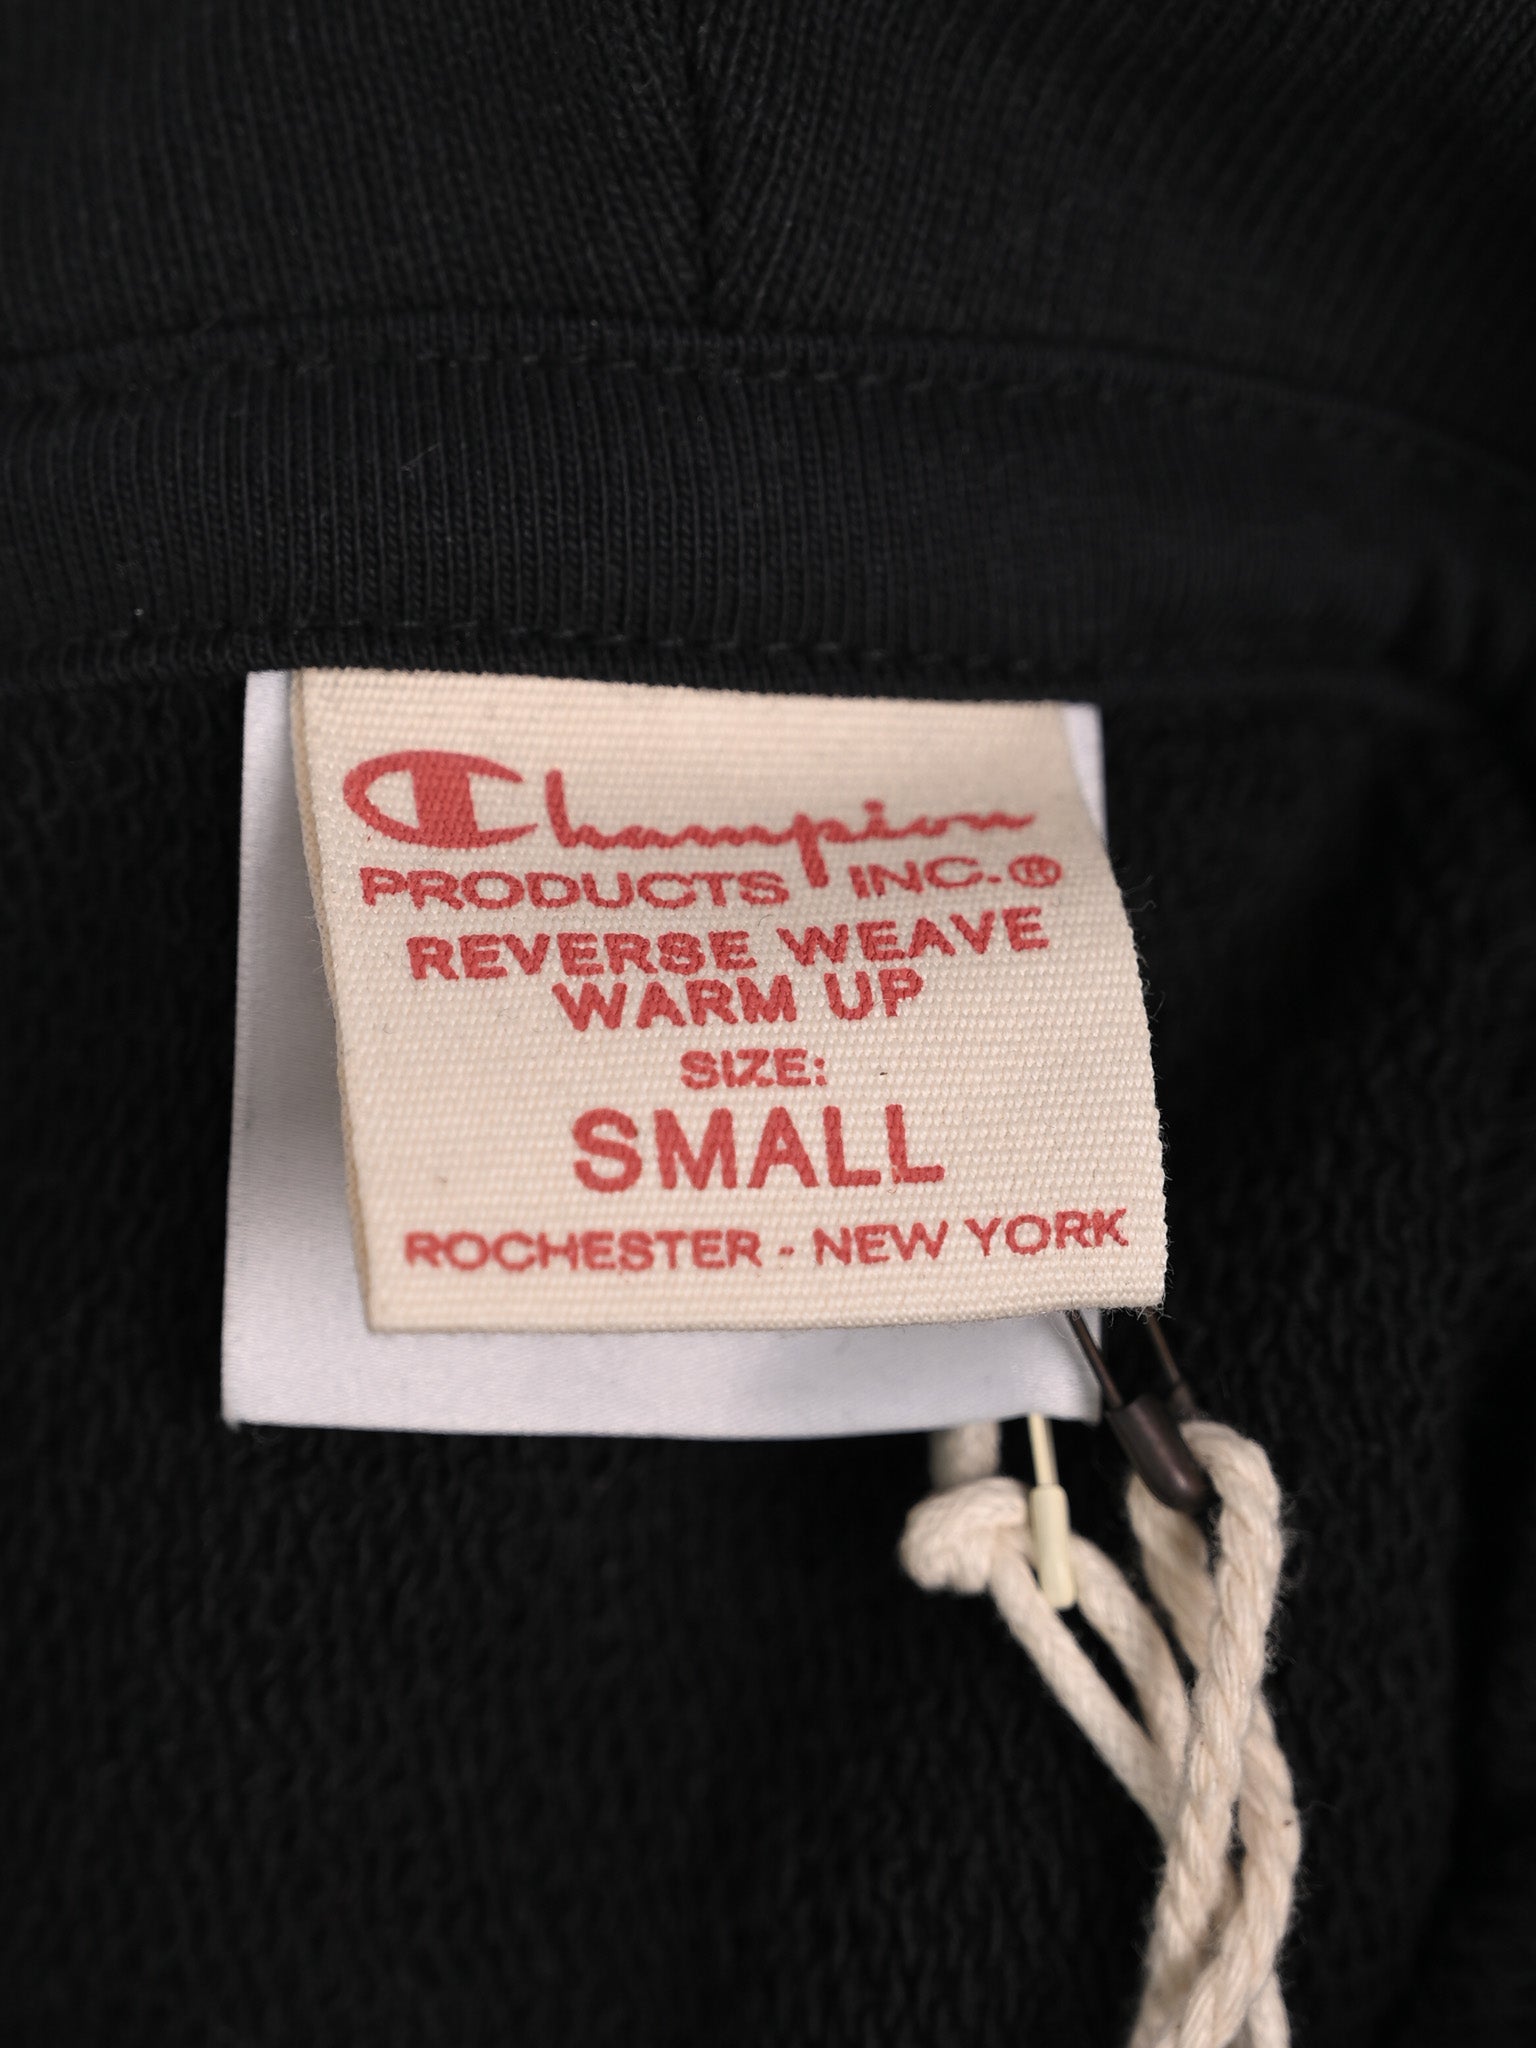 Champion
PRODUCTS INC.®
REVERSE WEAVE
WARM UP
SIZE:
SMALL
ROCHESTER - NEW YORK